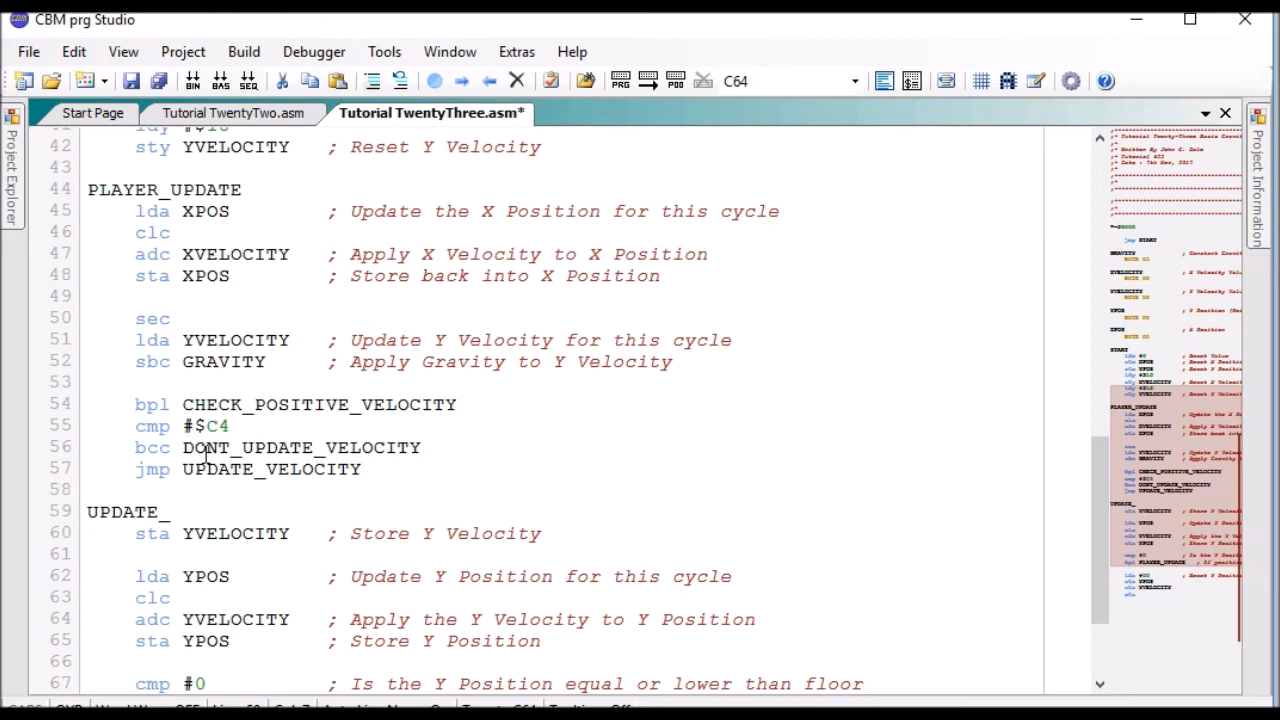 CBM prg Studio
File Edit View Project Build Debugger Tools Window Extras Help
BIN BAS SEQ PRG C64
Start Page Tutorial TwentyTwo.asm Tutorial TwentyThree.asm*
Project Explorer
Project Information
42 sty YVELOCITY ; Reset Y Velocity
43
44 PLAYER_UPDATE
45 lda XPOS ; Update the X Position for this cycle
46 clc
47 adc XVELOCITY ; Apply X Velocity to X Position
48 sta XPOS ; Store back into X Position
49
50 sec
51 lda YVELOCITY ; Update Y Velocity for this cycle
52 sbc GRAVITY ; Apply Gravity to Y Velocity
53
54 bpl CHECK_POSITIVE_VELOCITY
55 cmp #$C4
56 bcc DONT_UPDATE_VELOCITY
57 jmp UPDATE_VELOCITY
58
59 UPDATE_
60 sta YVELOCITY ; Store Y Velocity
61
62 lda YPOS ; Update Y Position for this cycle
63 clc
64 adc YVELOCITY ; Apply the Y Velocity to Y Position
65 sta YPOS ; Store Y Position
66
67 cmp #0 ; Is the Y Position equal or lower than floor